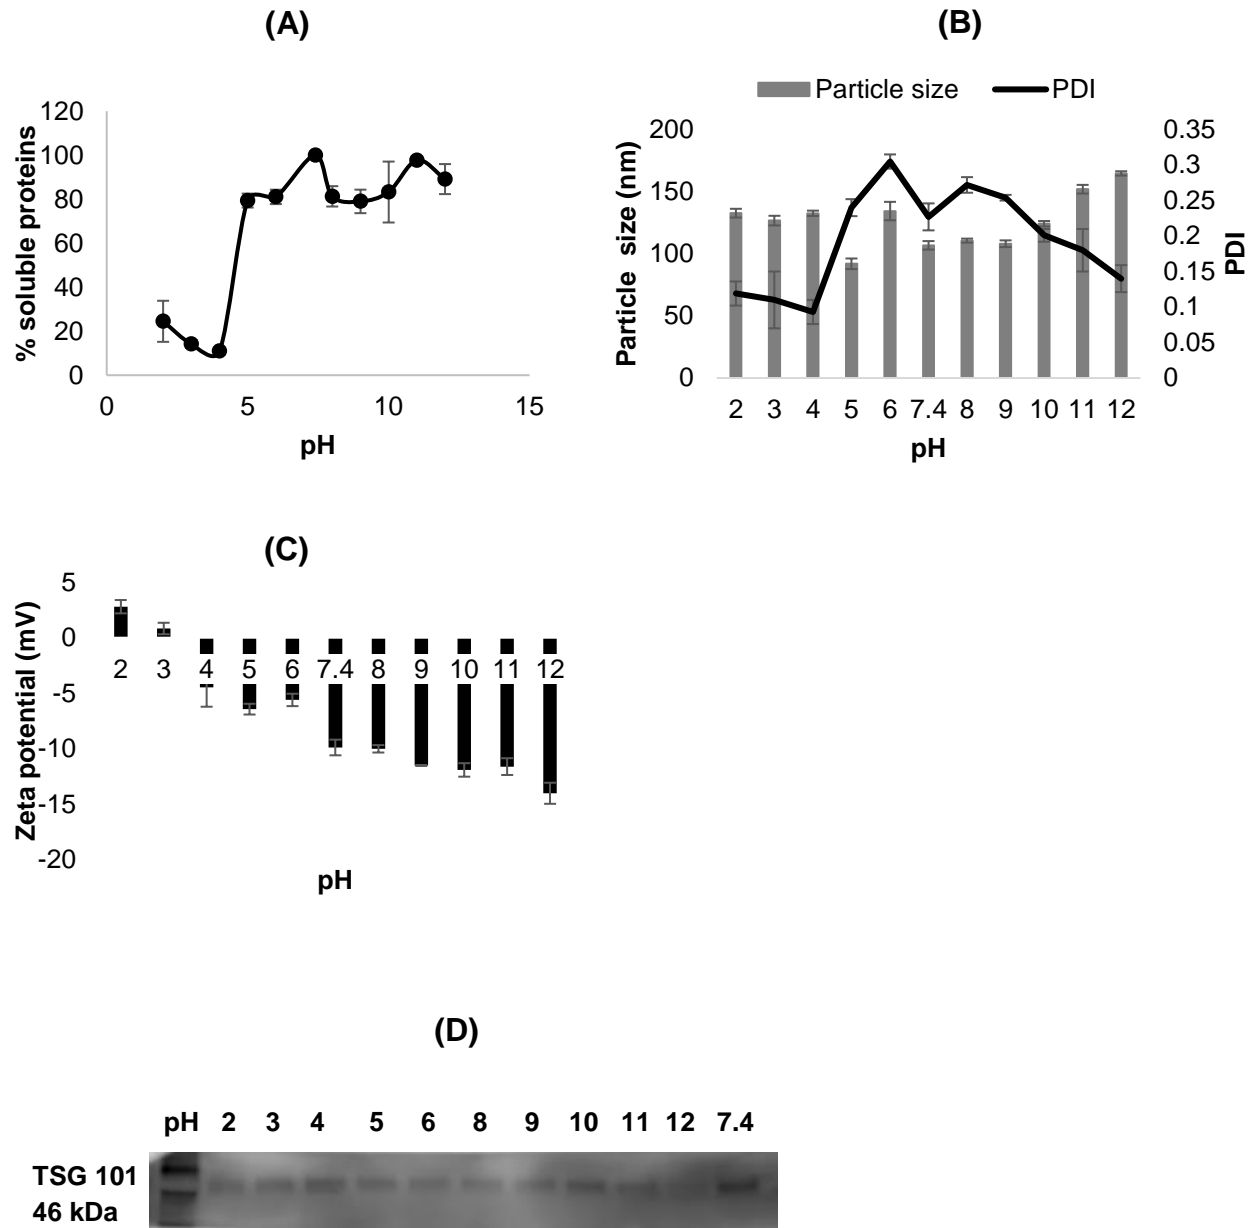 (A)
120
100
80
60
40
20
0
% soluble proteins
0 5 10 15
pH
(B)
Particle size PDI
200
150
100
50
0
Particle size (nm)
0.35
0.3
0.25
0.2
0.15
0.1
0.05
0
PDI
2 3 4 5 6 7.4 8 9 10 11 12
pH
(C)
5
0
-5
-10
-15
-20
Zeta potential (mV)
2 3 4 5 6 7.4 8 9 10 11 12
pH
(D)
pH 2 3 4 5 6 8 9 10 11 12 7.4
TSG 101
46 kDa